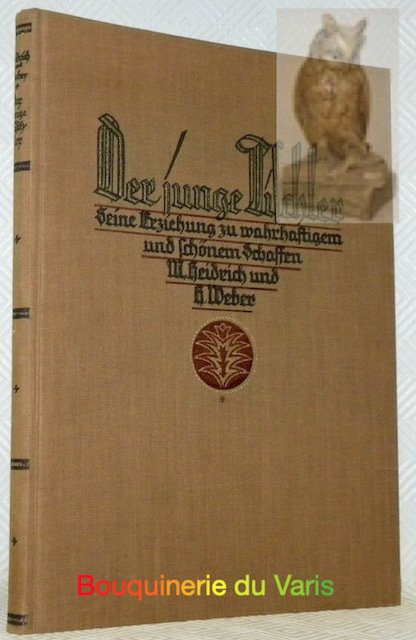 Der junge Tischler
Seine Erziehung zu wahrhaftigem
und schönem Schaffen
M. Heidrich und
H. Weber
Bouquinerie du Varis